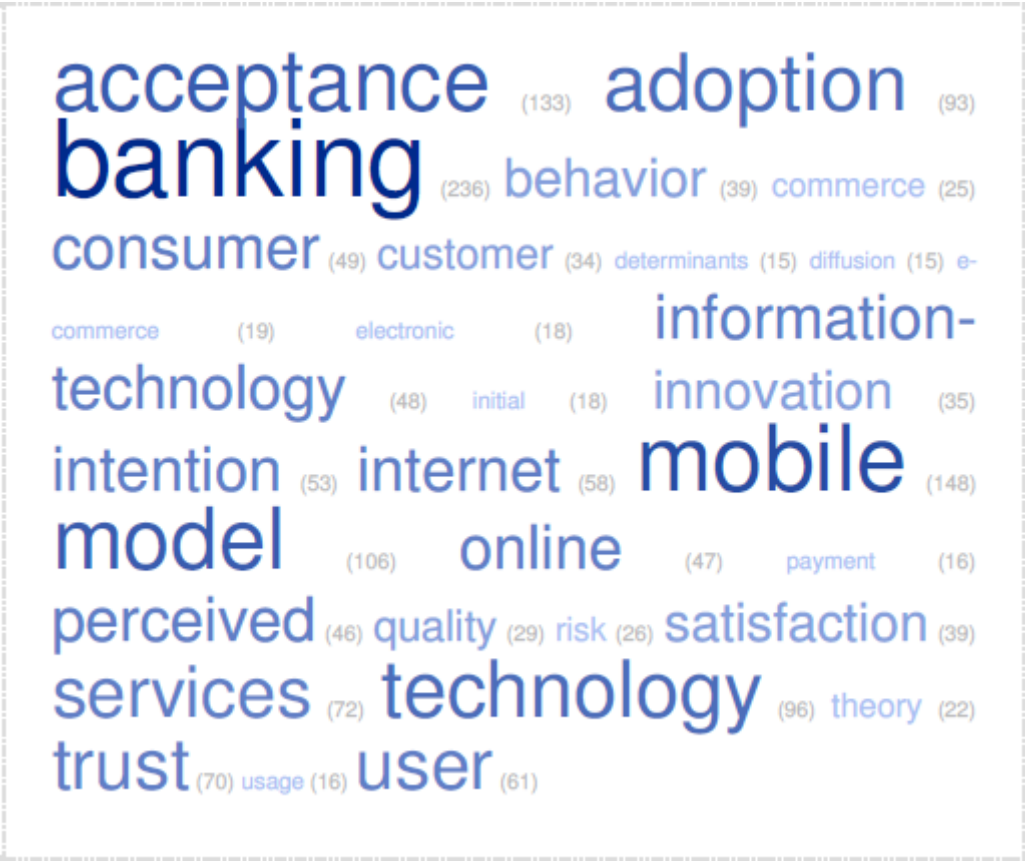 acceptance (133) adoption (93)
banking (236) behavior (39) commerce (25)
consumer (49) customer (34) determinants (15) diffusion (15) e-
commerce (19) electronic (18) information-
technology (48) initial (18) innovation (35)
intention (53) internet (58) mobile (148)
model (106) online (47) payment (16)
perceived (46) quality (29) risk (26) satisfaction (39)
services (72) technology (96) theory (22)
trust (70) usage (16) user (61)